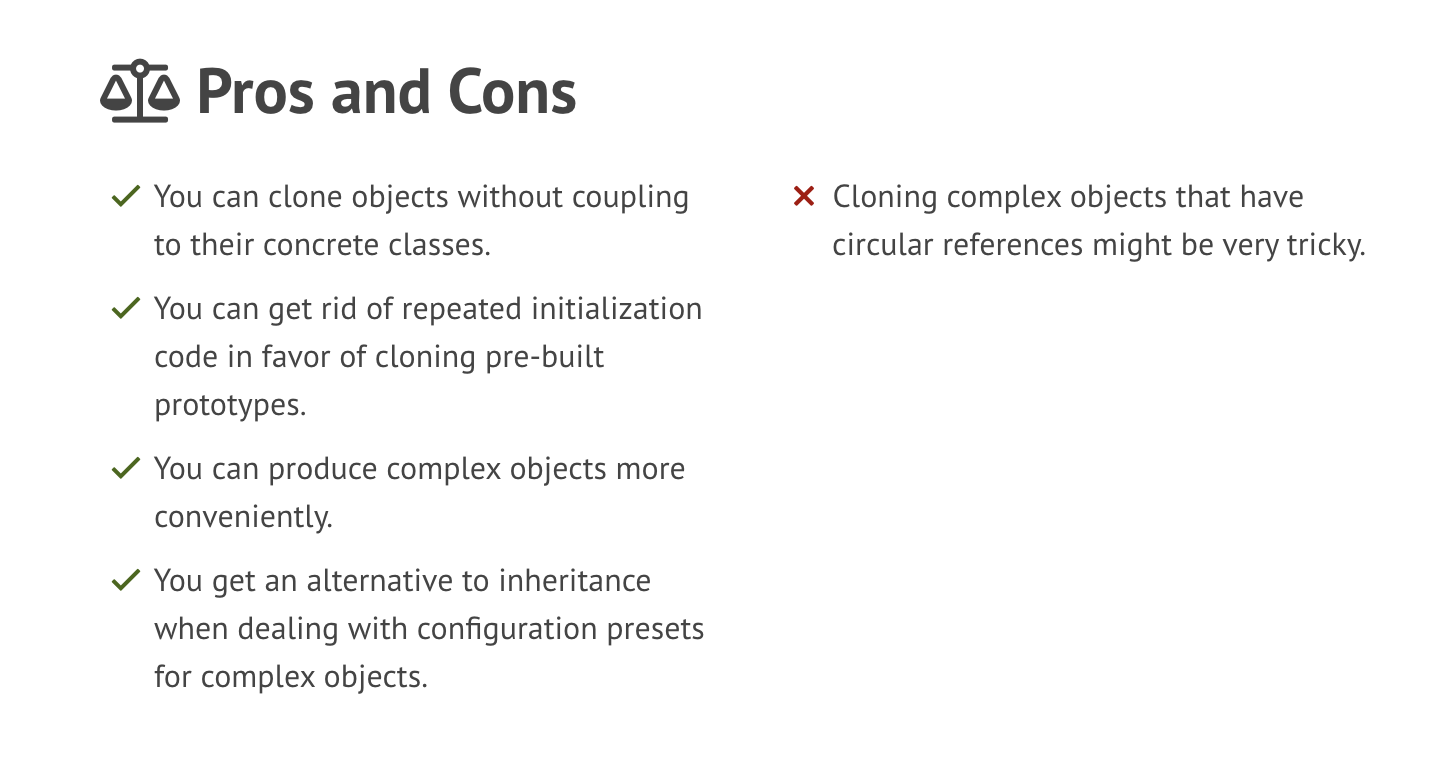 Pros and Cons
You can clone objects without coupling
to their concrete classes.
You can get rid of repeated initialization
code in favor of cloning pre-built
prototypes.
You can produce complex objects more
conveniently.
You get an alternative to inheritance
when dealing with configuration presets
for complex objects.
Cloning complex objects that have
circular references might be very tricky.